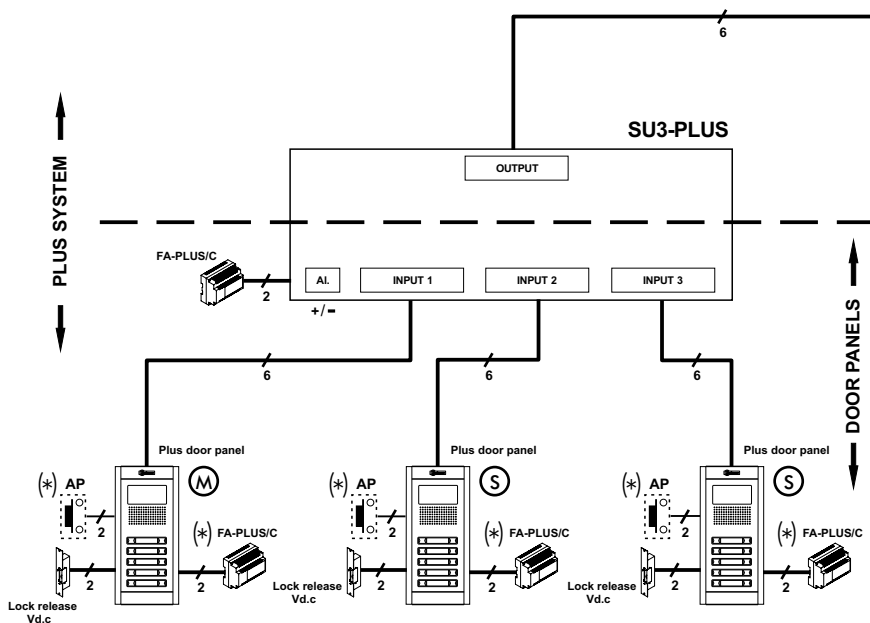 6
SU3-PLUS
OUTPUT
PLUS SYSTEM
FA-PLUS/C
2
AI.
INPUT 1
INPUT 2
INPUT 3
+/-
DOOR PANELS
6
6
6
Plus door panel
M
Plus door panel
S
Plus door panel
S
(*) AP
2
(*) FA-PLUS/C
2
2
Lock release
Vd.c
(*) AP
2
(*) FA-PLUS/C
2
2
Lock release
Vd.c
(*) AP
2
(*) FA-PLUS/C
2
2
Lock release
Vd.c